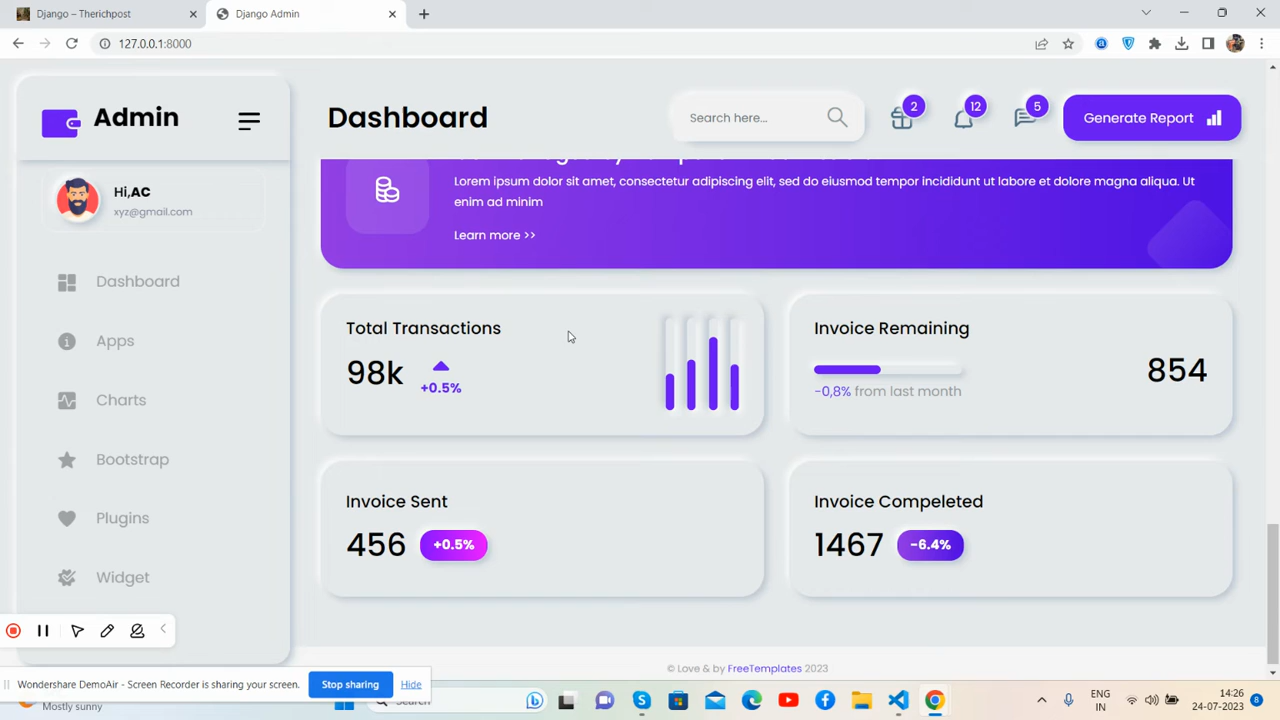 Django – Therichpost
Django Admin
127.0.0.1:8000
Admin
Dashboard
Search here...
2
12
5
Generate Report
Hi,AC
xyz@gmail.com
Lorem ipsum dolor sit amet, consectetur adipiscing elit, sed do eiusmod tempor incididunt ut labore et dolore magna aliqua. Ut
enim ad minim
Learn more >>
Dashboard
Apps
Charts
Bootstrap
Plugins
Widget
Total Transactions
98k
+0.5%
Invoice Remaining
-0,8% from last month
854
Invoice Sent
456
+0.5%
Invoice Compeleted
1467
-6.4%
© Love & by FreeTemplates 2023
Wondershare DemoAir - Screen Recorder is sharing your screen.
Stop sharing
Hide
Mostly sunny
Search
ENG
IN
14:26
24-07-2023
8